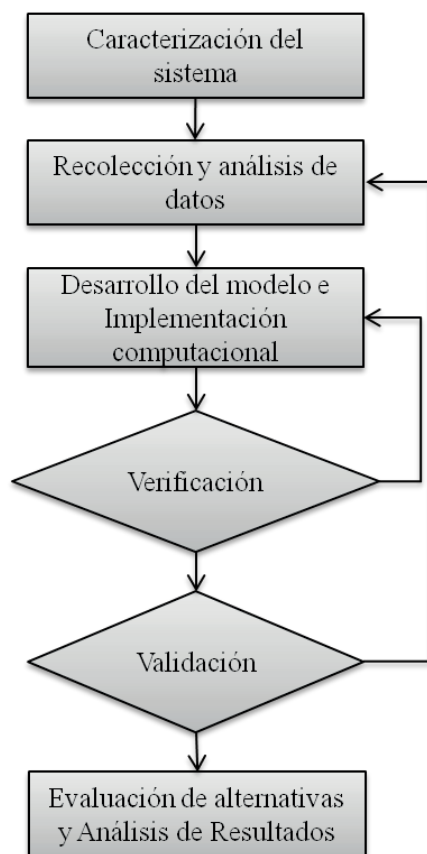 Caracterización del
sistema
Recolección y análisis de
datos
Desarrollo del modelo e
Implementación
computacional
Verificación
Validación
Evaluación de alternativas
y Análisis de Resultados